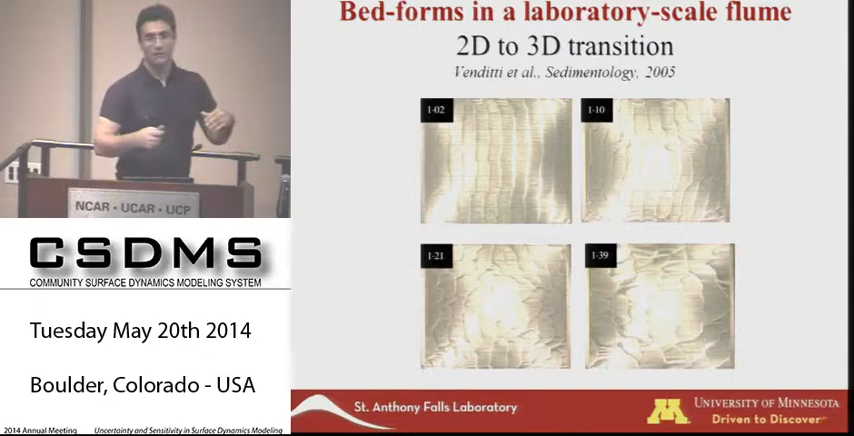 Bed-forms in a laboratory-scale flume
2D to 3D transition
Venditti et al., Sedimentology, 2005
1-02
1-10
1-21
1-39
NCAR • UCAR • UCP
CSDMS
COMMUNITY SURFACE DYNAMICS MODELING SYSTEM
Tuesday May 20th 2014
Boulder, Colorado - USA
2014 Annual Meeting
Uncertainty and Sensitivity in Surface Dynamics Modeling
St. Anthony Falls Laboratory
M
UNIVERSITY OF MINNESOTA
Driven to Discover